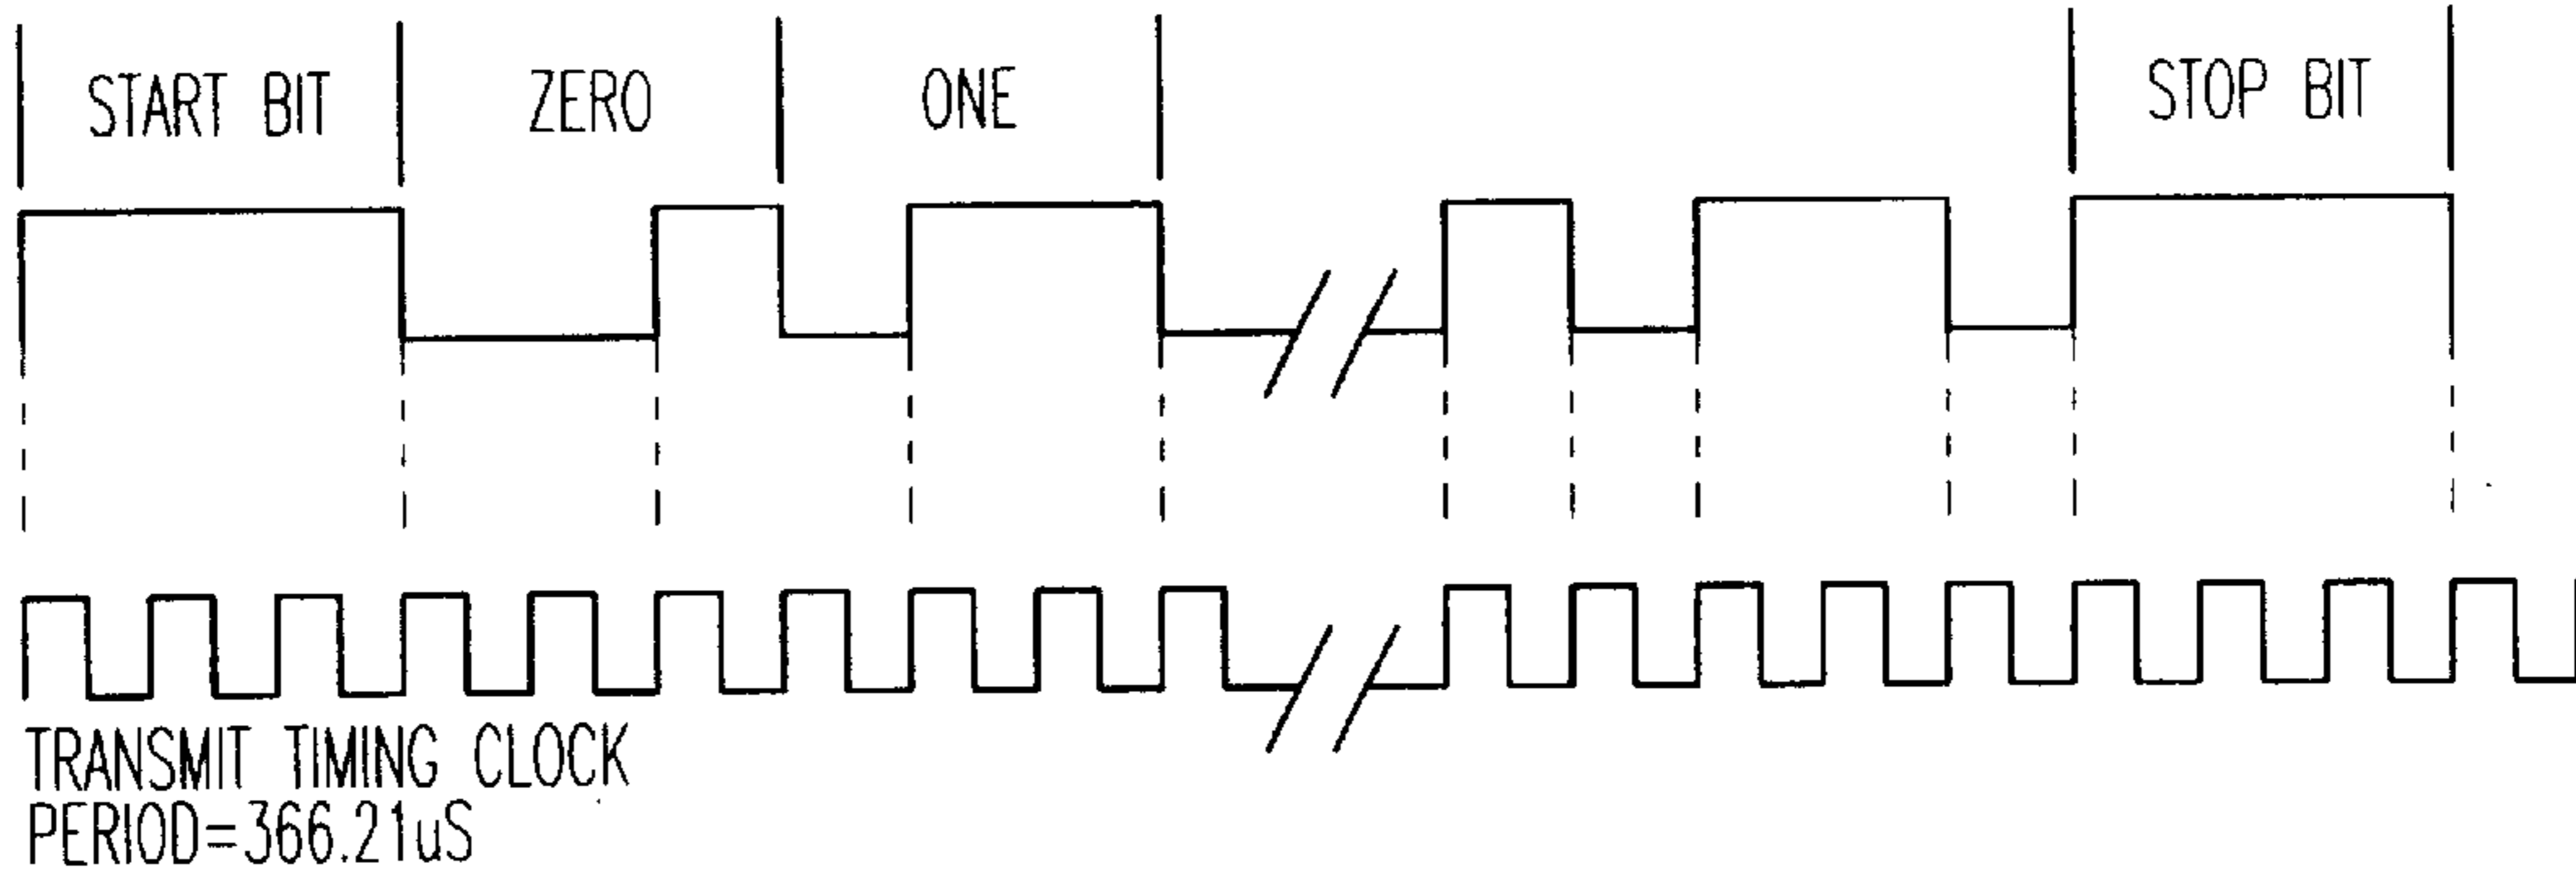 START BIT
ZERO
ONE
STOP BIT
TRANSMIT TIMING CLOCK
PERIOD=366.21uS